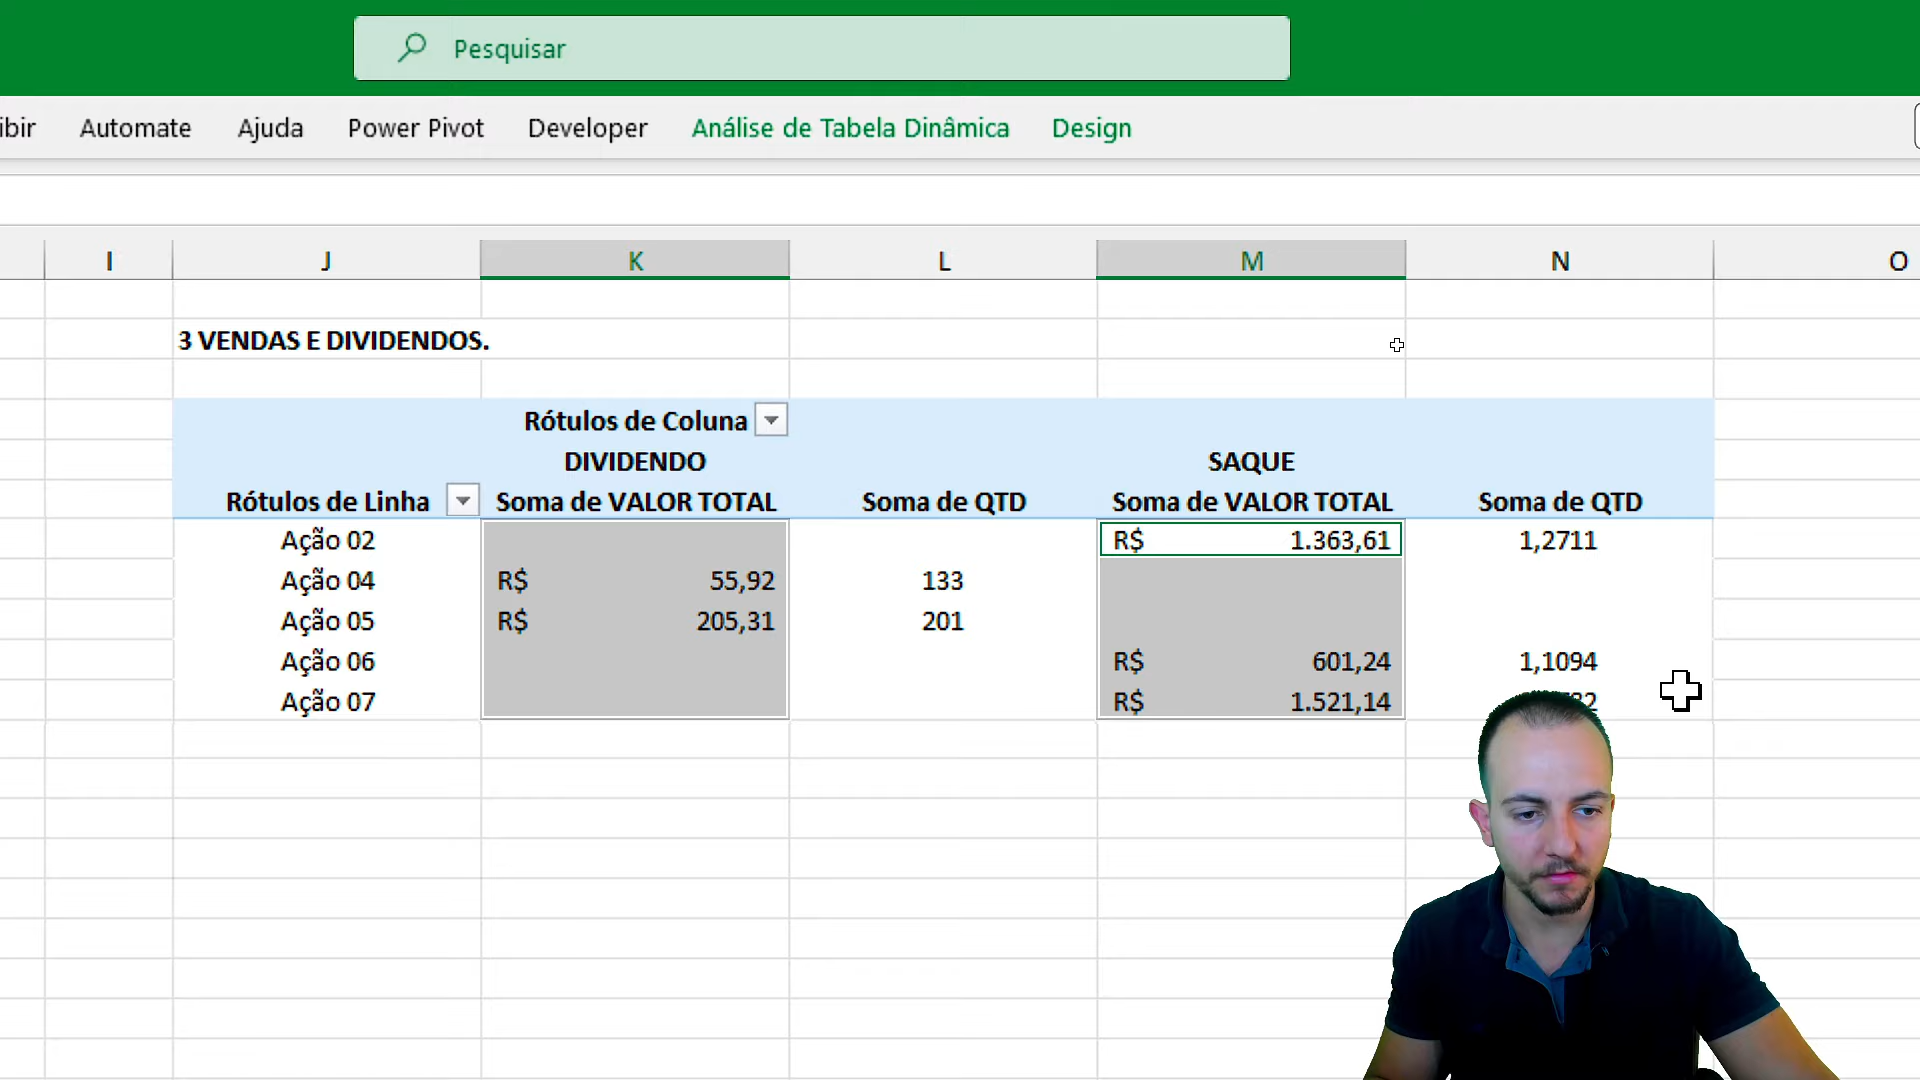 Pesquisar
ibir Automate Ajuda Power Pivot Developer Análise de Tabela Dinâmica Design
I J K L M N O
3 VENDAS E DIVIDENDOS.
Rótulos de Coluna
DIVIDENDO SAQUE
Rótulos de Linha Soma de VALOR TOTAL Soma de QTD Soma de VALOR TOTAL Soma de QTD
Ação 02 R$ 1.363,61 1,2711
Ação 04 R$ 55,92 133
Ação 05 R$ 205,31 201
Ação 06 R$ 601,24 1,1094
Ação 07 R$ 1.521,14